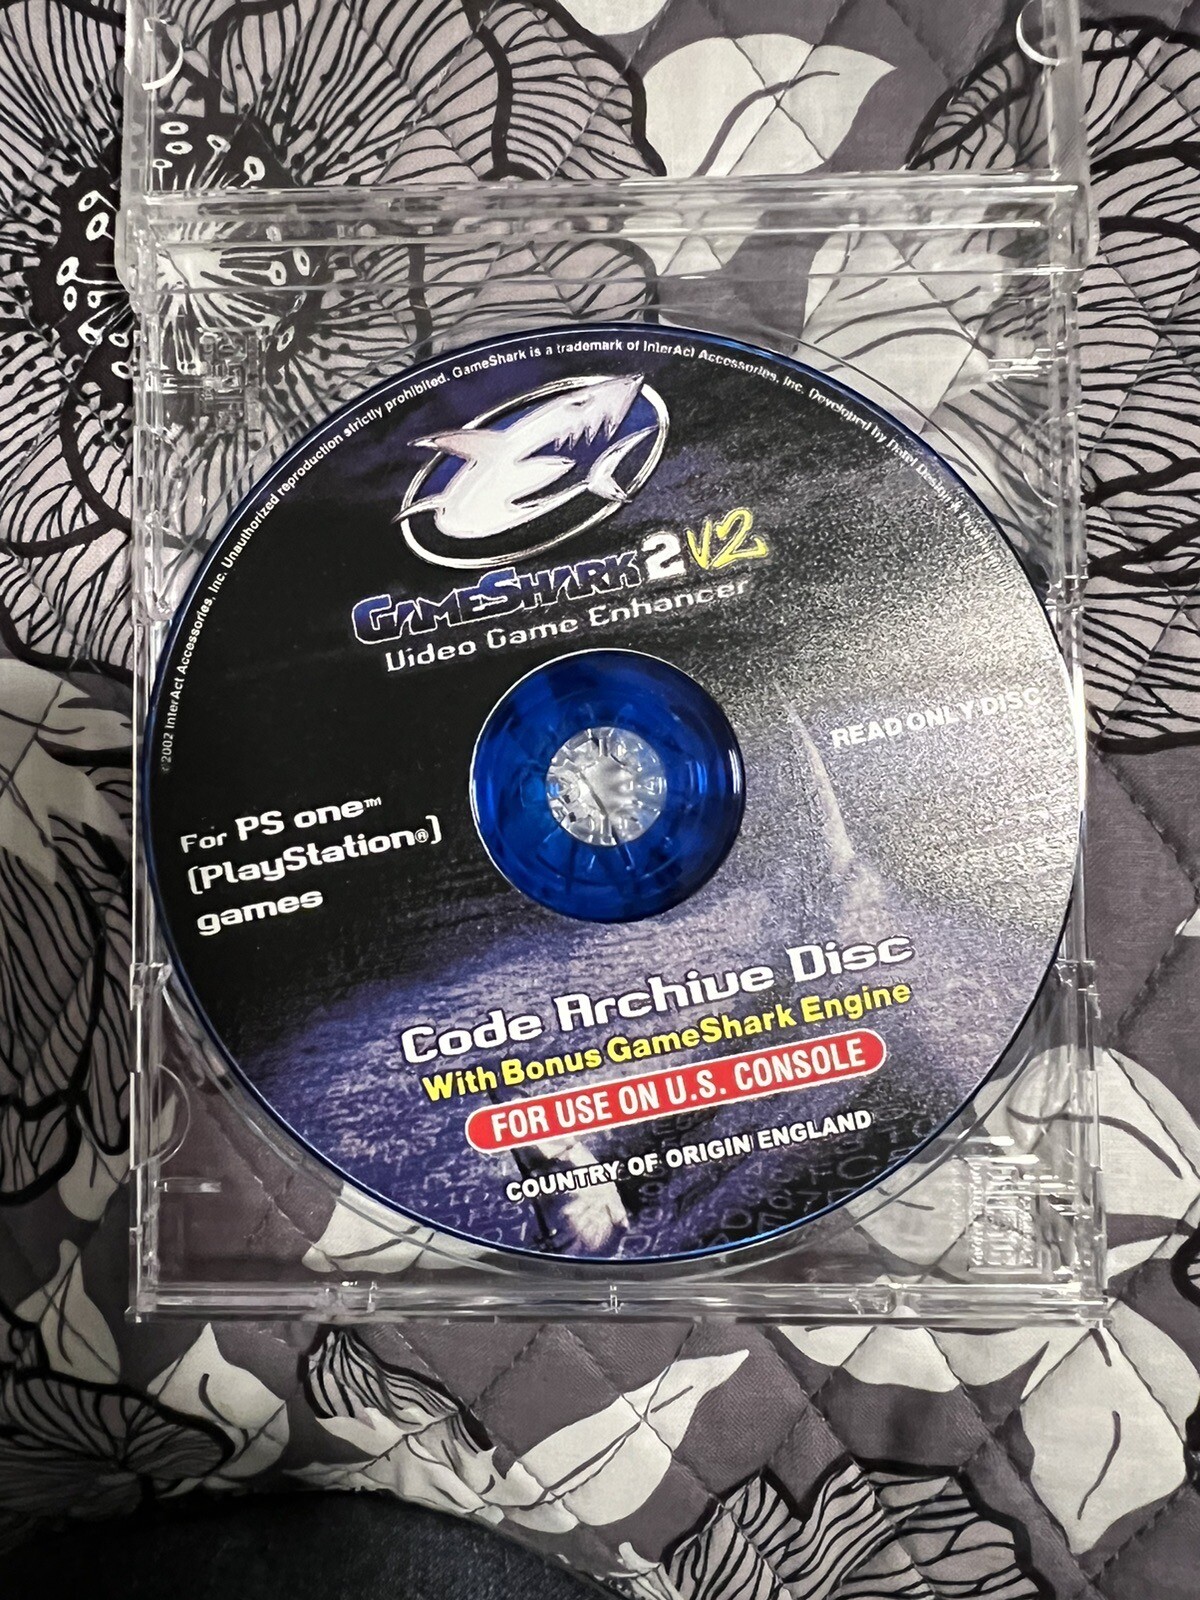 ©2002 InterAct Accessories, Inc. Unauthorized reproduction strictly prohibited. GameShark is a trademark of InterAct Accessories, Inc. Developed by Datel Design &
GAMESHARK 2 V2
Video Game Enhancer
READ ONLY DISC
For PS one™
(PlayStation®)
games
Code Archive Disc
With Bonus GameShark Engine
FOR USE ON U.S. CONSOLE
COUNTRY OF ORIGIN ENGLAND